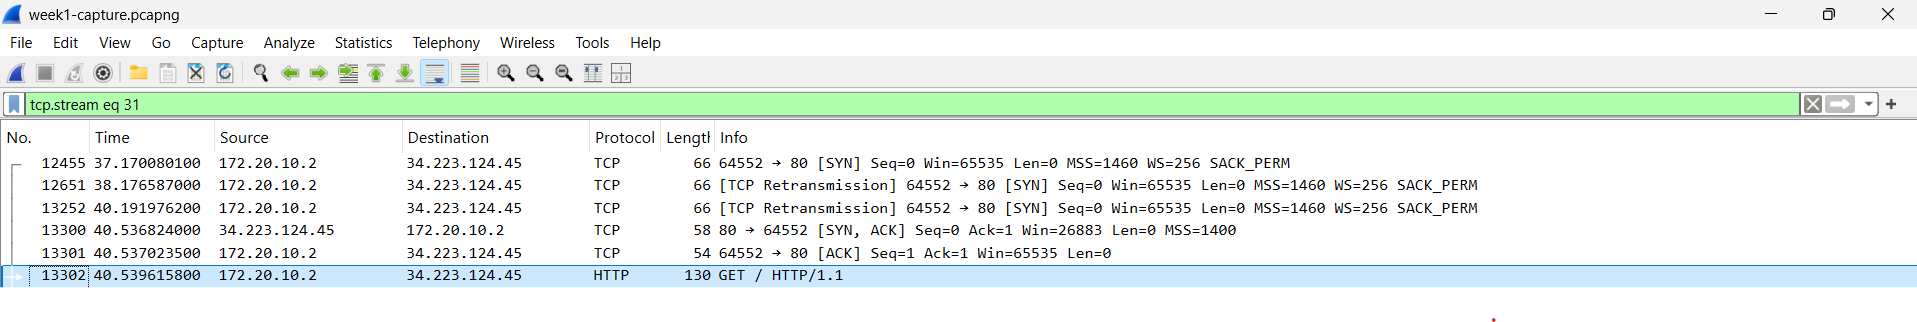 week1-capture.pcapng
File Edit View Go Capture Analyze Statistics Telephony Wireless Tools Help
tcp.stream eq 31
No. Time Source Destination Protocol Length Info
12455 37.170080100 172.20.10.2 34.223.124.45 TCP 66 64552 → 80 [SYN] Seq=0 Win=65535 Len=0 MSS=1460 WS=256 SACK_PERM
12651 38.176587000 172.20.10.2 34.223.124.45 TCP 66 [TCP Retransmission] 64552 → 80 [SYN] Seq=0 Win=65535 Len=0 MSS=1460 WS=256 SACK_PERM
13252 40.191976200 172.20.10.2 34.223.124.45 TCP 66 [TCP Retransmission] 64552 → 80 [SYN] Seq=0 Win=65535 Len=0 MSS=1460 WS=256 SACK_PERM
13300 40.536824000 34.223.124.45 172.20.10.2 TCP 58 80 → 64552 [SYN, ACK] Seq=0 Ack=1 Win=26883 Len=0 MSS=1400
13301 40.537023500 172.20.10.2 34.223.124.45 TCP 54 64552 → 80 [ACK] Seq=1 Ack=1 Win=65535 Len=0
13302 40.539615800 172.20.10.2 34.223.124.45 HTTP 130 GET / HTTP/1.1